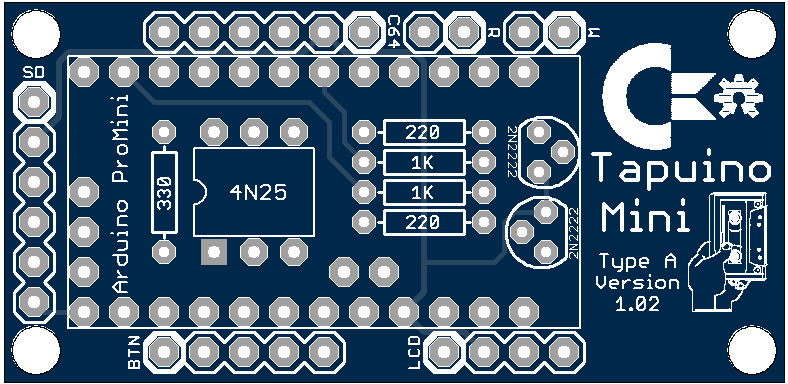 C64
R
M
SD
Arduino ProMini
330
4N25
220
1K
1K
220
2N2222
2N2222
Tapuino
Mini
Type A
Version
1.02
BTN
LCD